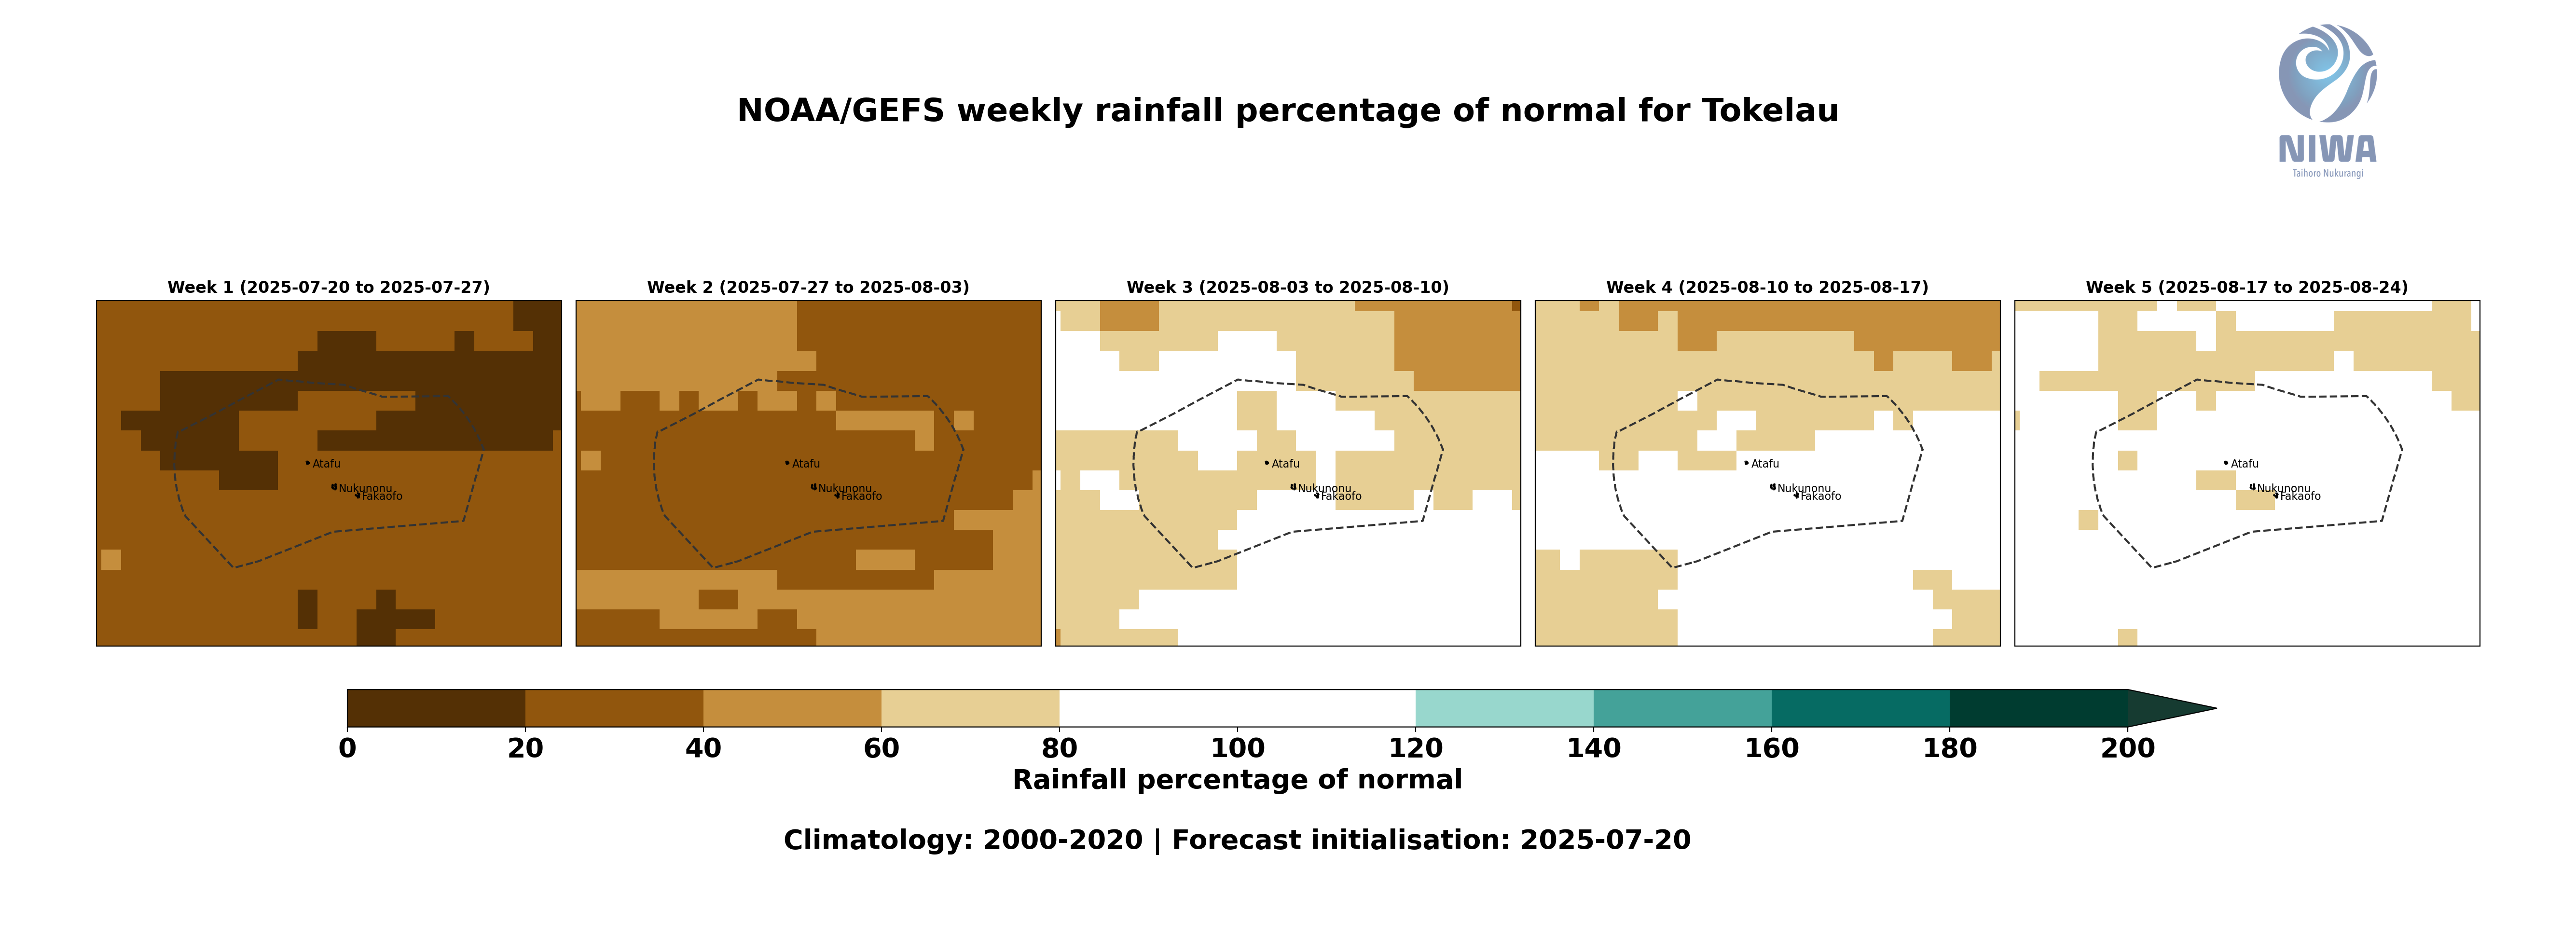 NOAA/GEFS weekly rainfall percentage of normal for Tokelau
NIWA
Taihoro Nukurangi
Week 1 (2025-07-20 to 2025-07-27)
Week 2 (2025-07-27 to 2025-08-03)
Week 3 (2025-08-03 to 2025-08-10)
Week 4 (2025-08-10 to 2025-08-17)
Week 5 (2025-08-17 to 2025-08-24)
Atafu
Nukunonu
Fakaofo
Atafu
Nukunonu
Fakaofo
Atafu
Nukunonu
Fakaofo
Atafu
Nukunonu
Fakaofo
Atafu
Nukunonu
Fakaofo
0 20 40 60 80 100 120 140 160 180 200
Rainfall percentage of normal
Climatology: 2000-2020 | Forecast initialisation: 2025-07-20